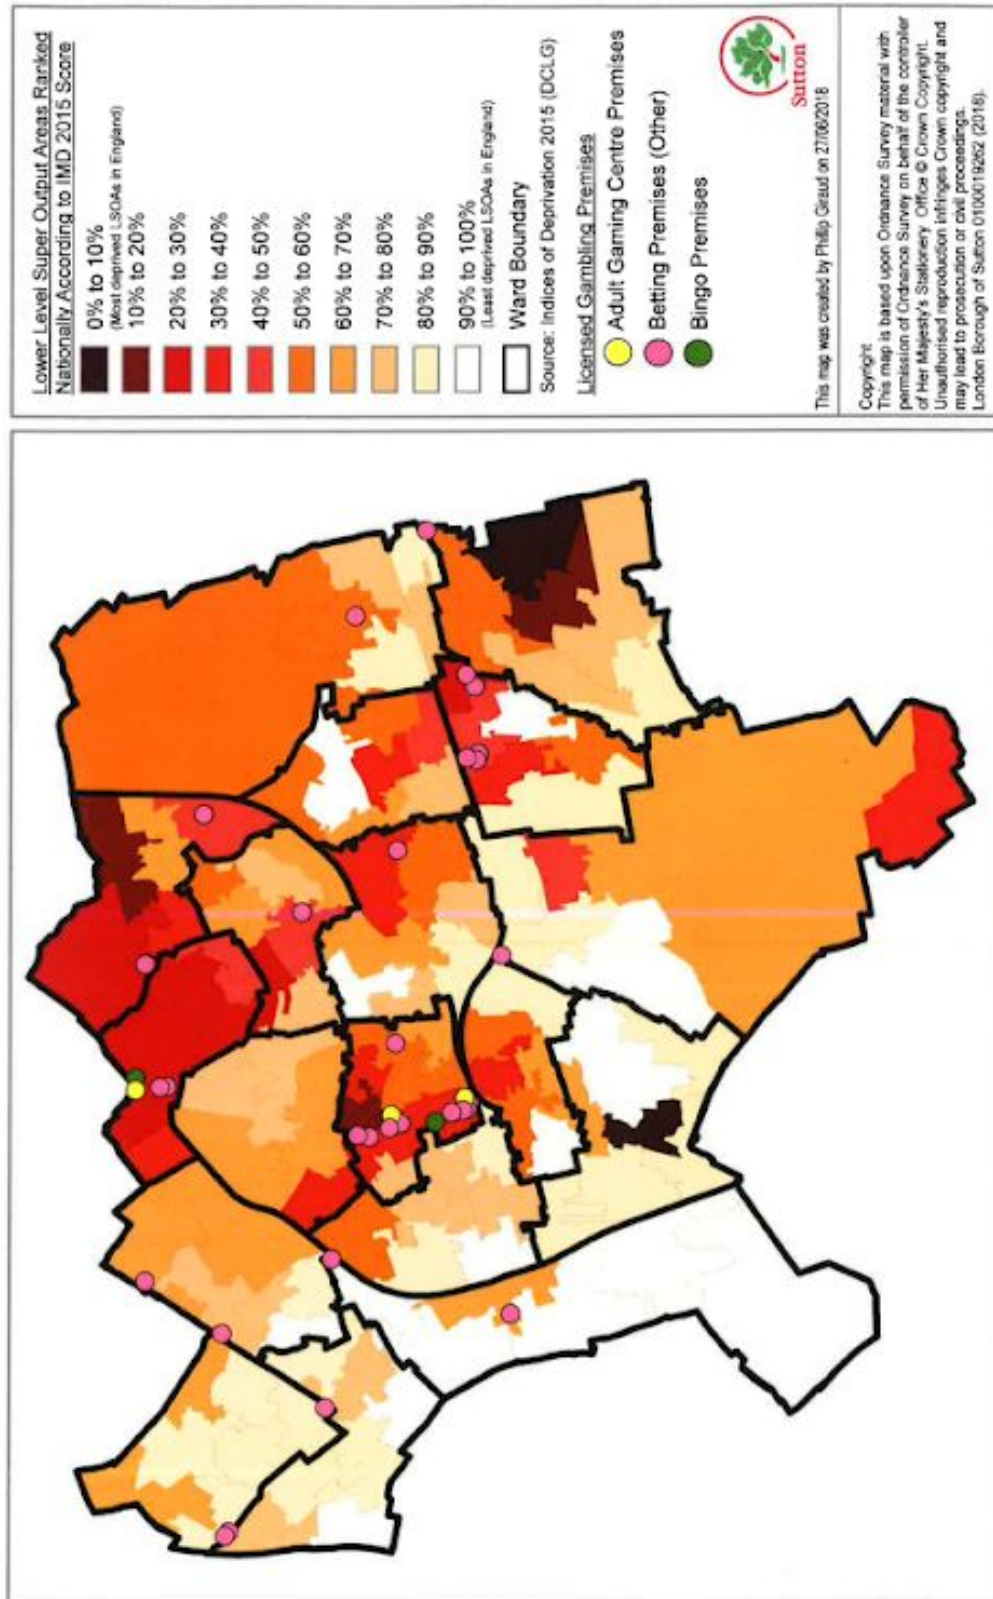 Lower Level Super Output Areas Ranked
Nationally According to IMD 2015 Score
0% to 10%
(Most deprived LSOAs in England)
10% to 20%
20% to 30%
30% to 40%
40% to 50%
50% to 60%
60% to 70%
70% to 80%
80% to 90%
90% to 100%
(Least deprived LSOAs in England)
Ward Boundary
Source: Indices of Deprivation 2015 (DCLG)
Licensed Gambling Premises
Adult Gaming Centre Premises
Betting Premises (Other)
Bingo Premises
Sutton
This map was created by Philip Giraud on 27/06/2018
Copyright
This map is based upon Ordnance Survey material with
permission of Ordnance Survey on behalf of the controller
of Her Majesty's Stationery Office © Crown Copyright.
Unauthorised reproduction infringes Crown copyright and
may lead to prosecution or civil proceedings.
London Borough of Sutton 0100019262 (2018).